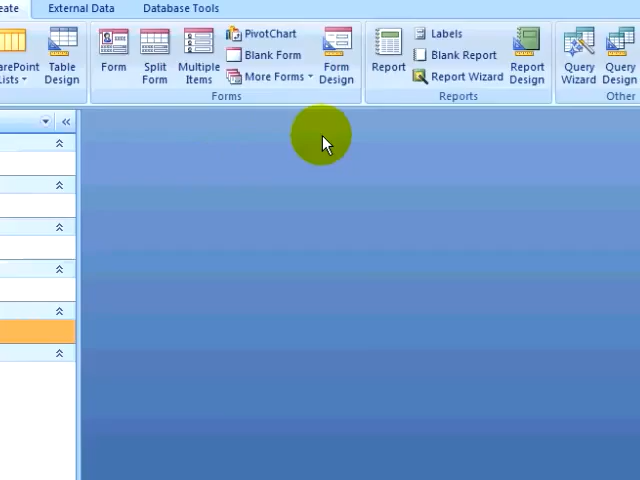 eate External Data Database Tools
arePoint Lists
Table Design
Form
Split Form
Multiple Items
PivotChart
Blank Form
More Forms
Form Design
Forms
Report
Labels
Blank Report
Report Wizard
Report Design
Reports
Query Wizard
Query Design
Other